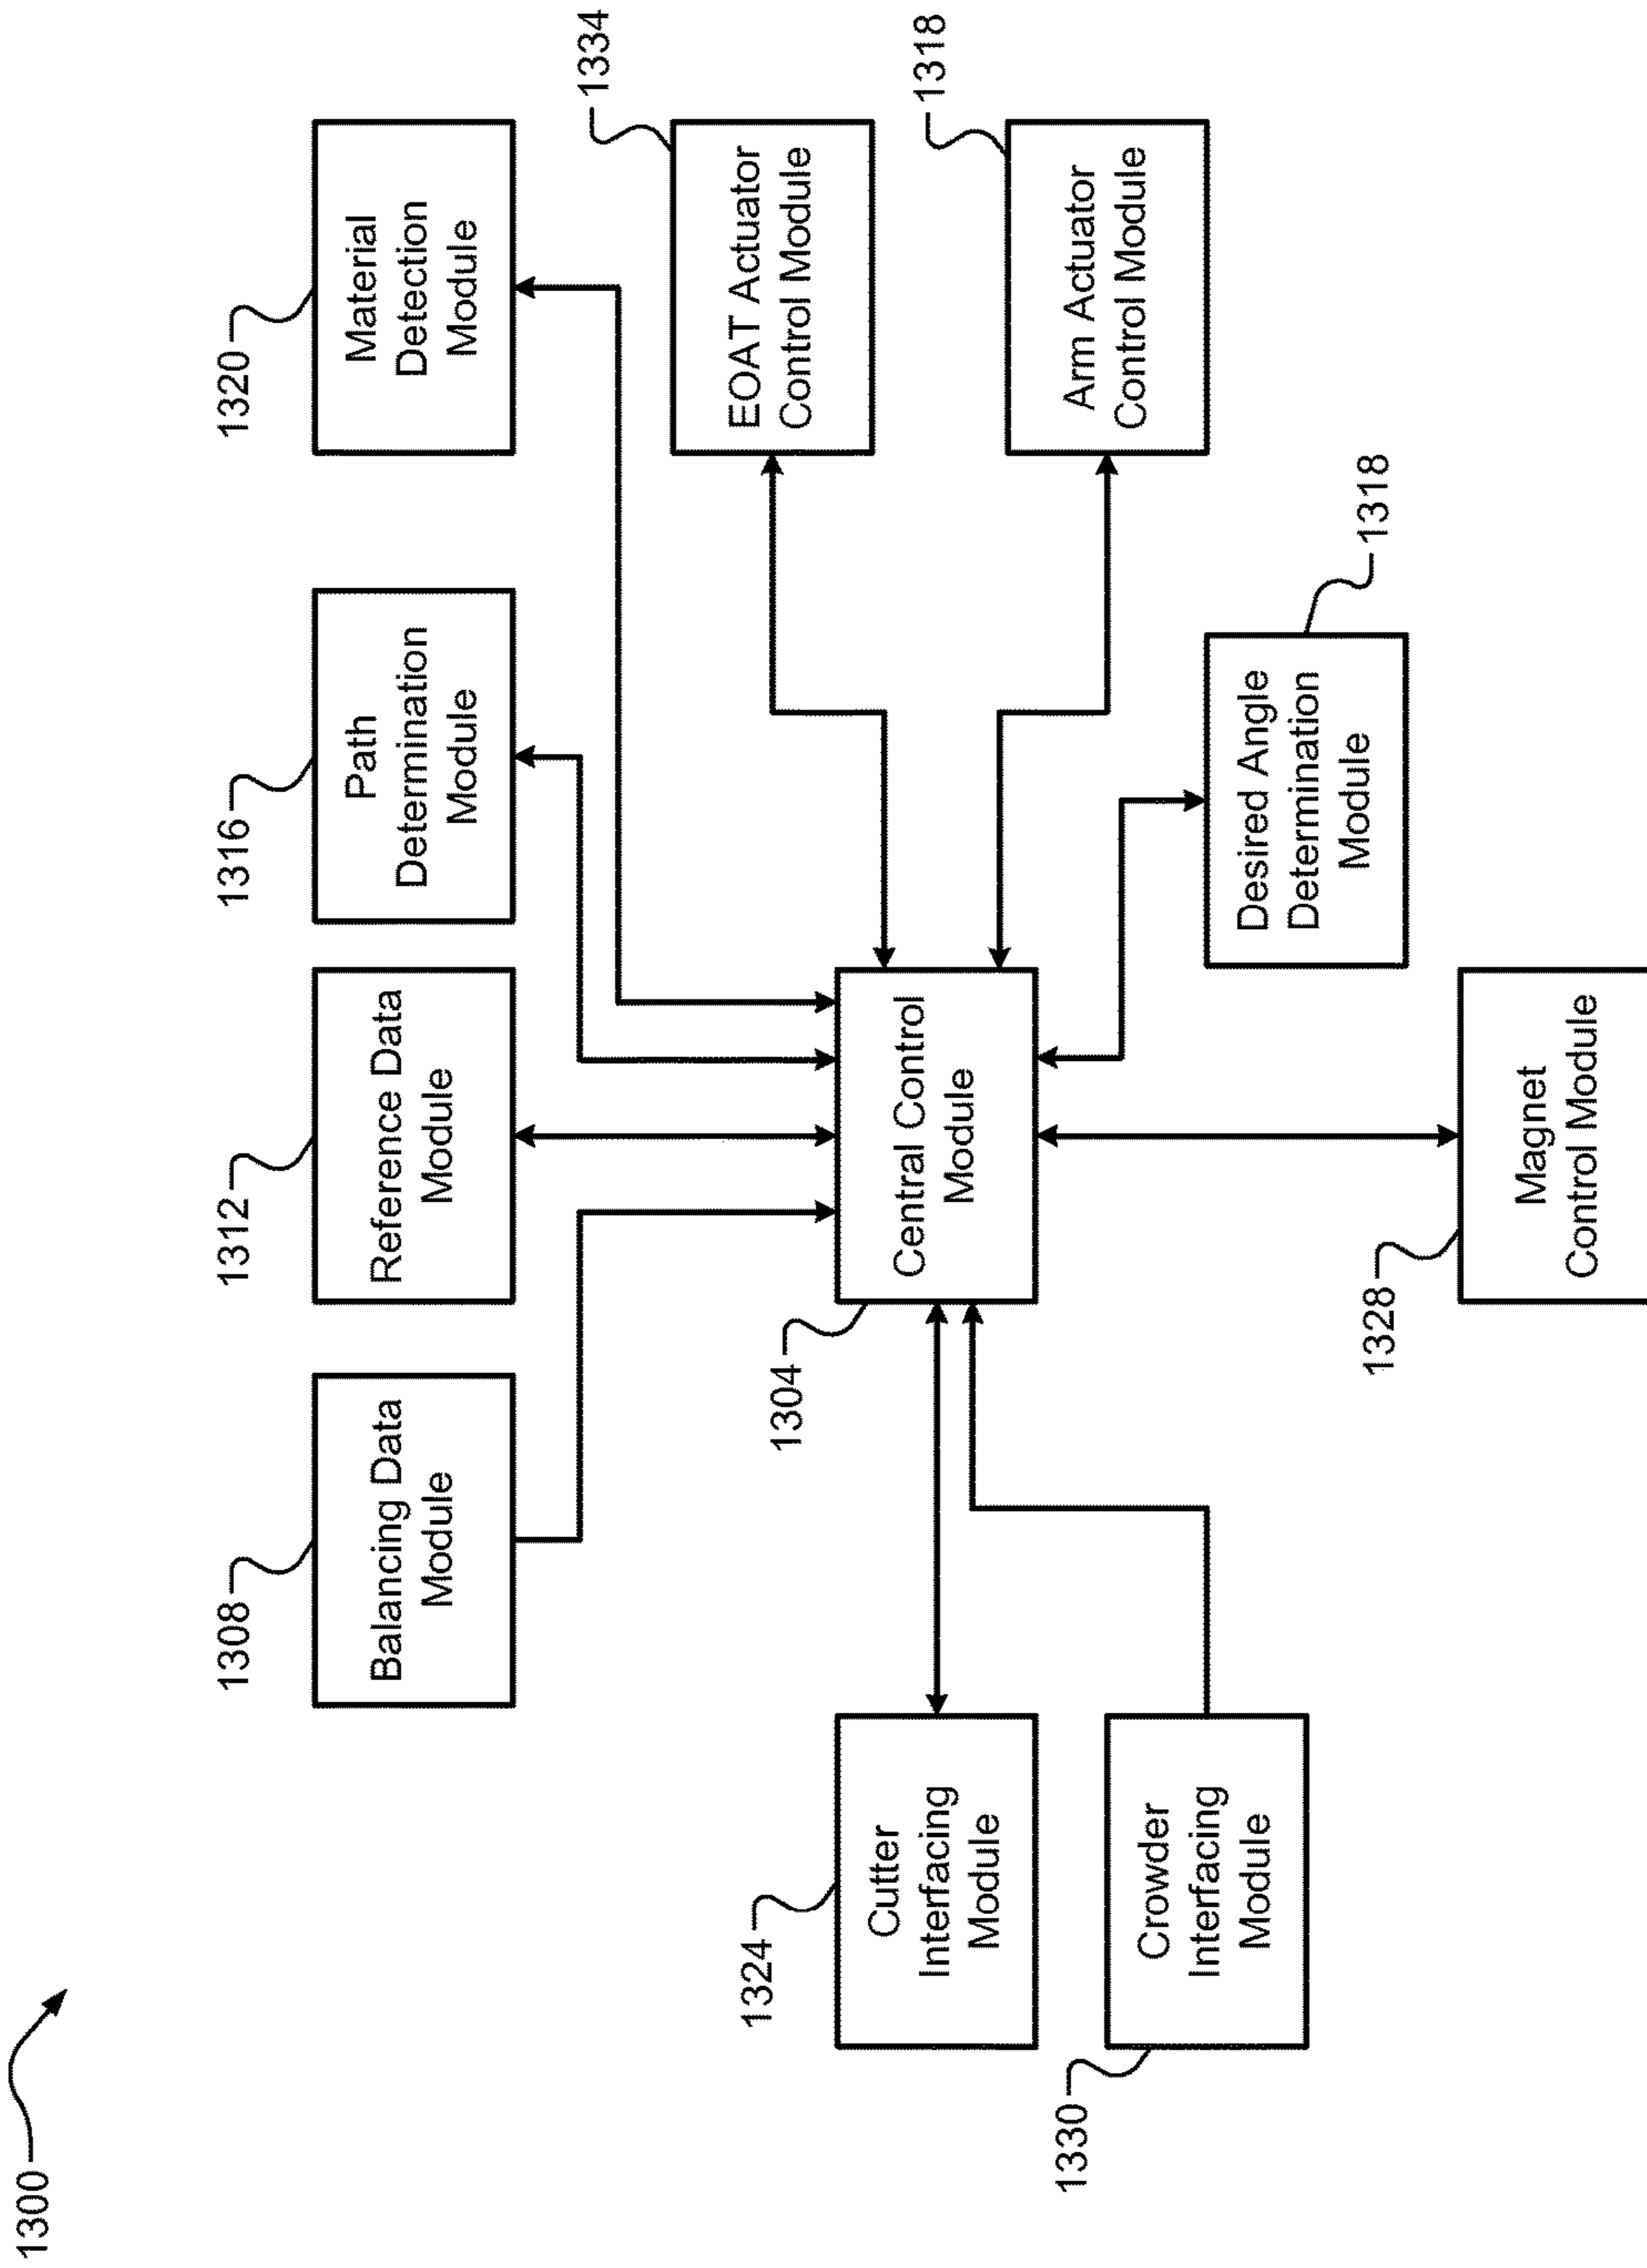 1300
1308
Balancing Data
Module
1312
Reference Data
Module
1316
Path
Determination
Module
1320
Material
Detection
Module
1324
Cutter
Interfacing
Module
1304
Central Control
Module
1334
EOAT Actuator
Control Module
1330
Crowder
Interfacing
Module
1318
Arm Actuator
Control Module
1318
Desired Angle
Determination
Module
1328
Magnet
Control Module